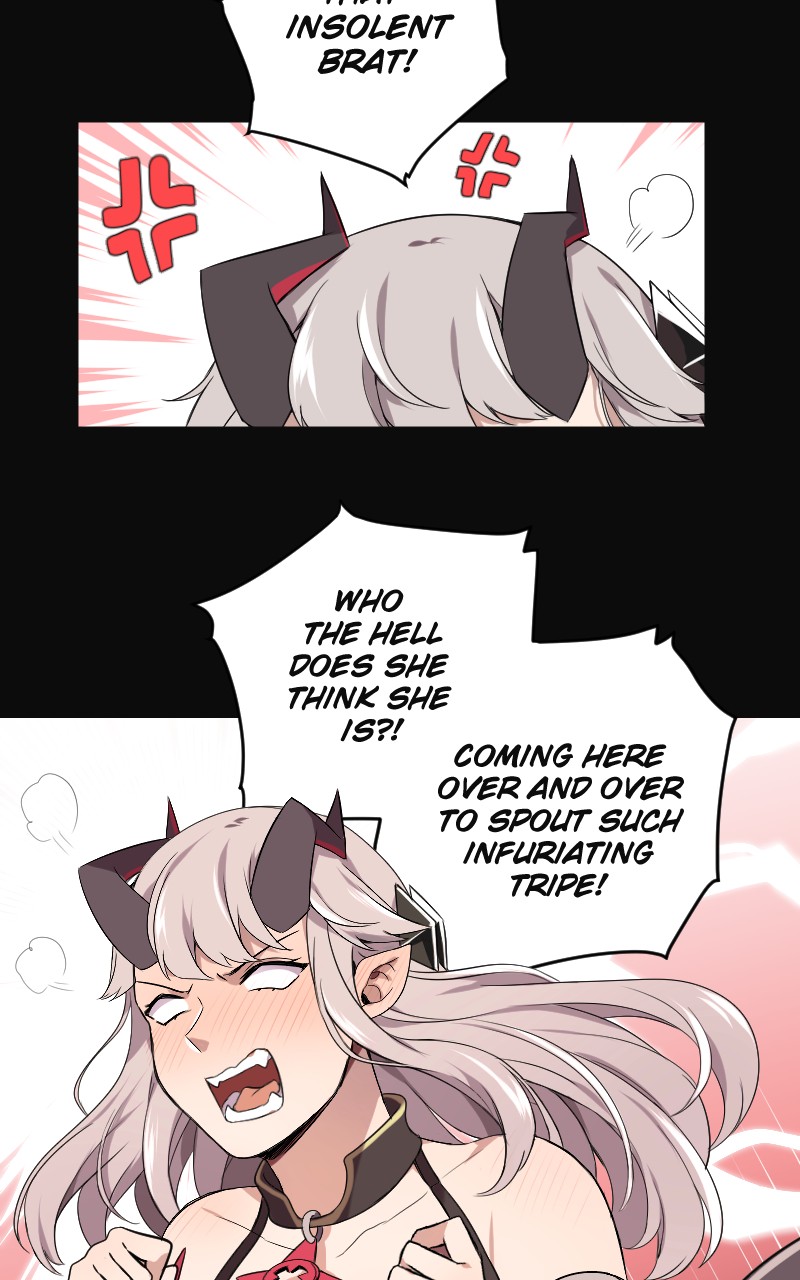 INSOLENT
BRAT!
WHO
THE HELL
DOES SHE
THINK SHE
IS?!
COMING HERE
OVER AND OVER
TO SPOUT SUCH
INFURIATING
TRIPE!